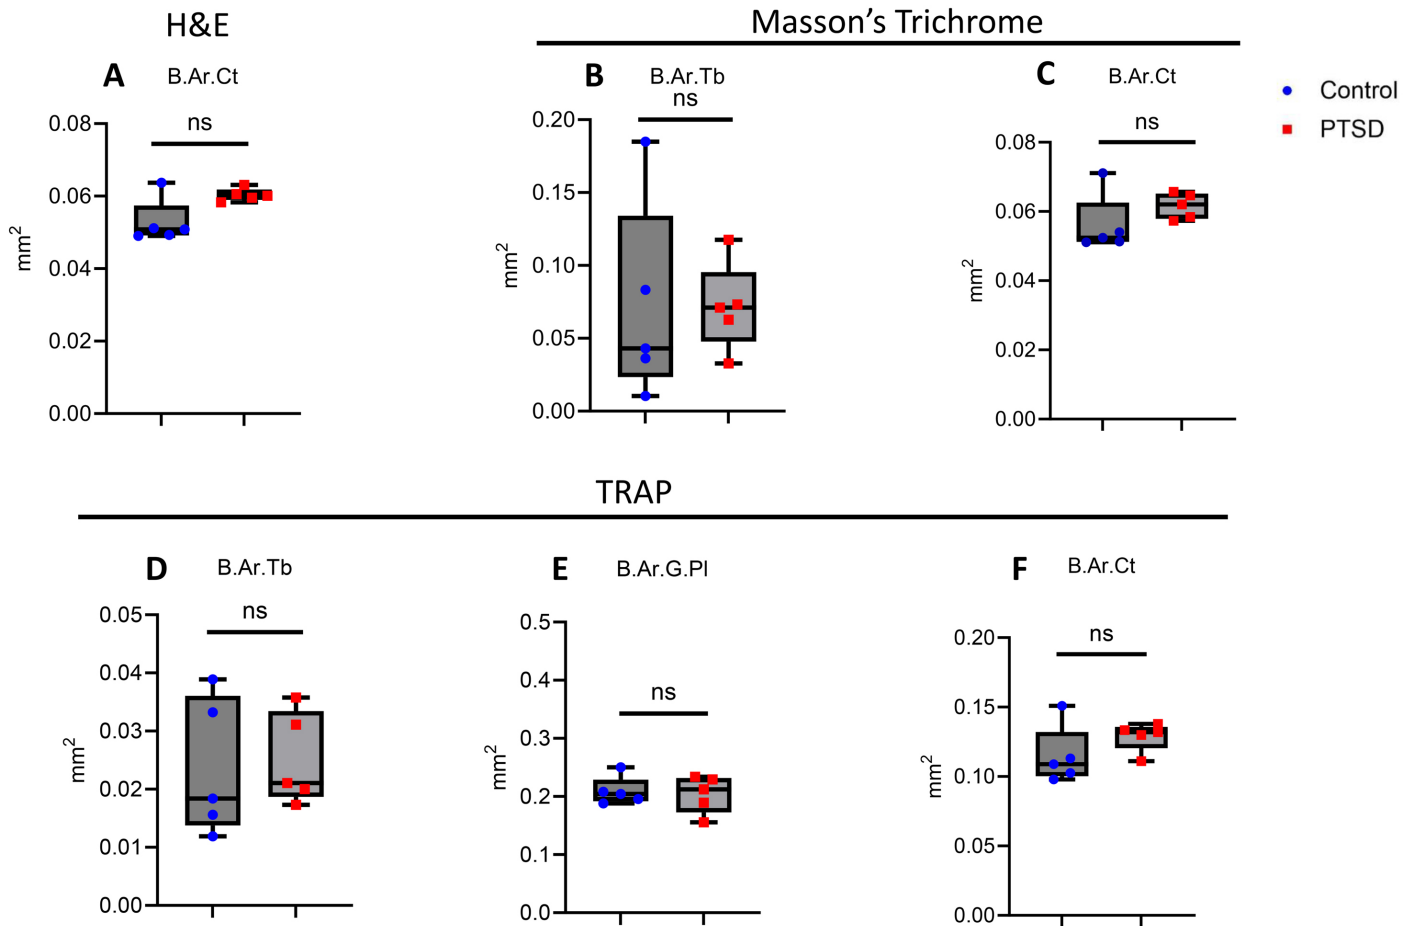 H&E
Masson’s Trichrome
A
B.Ar.Ct
ns
0.08
0.06
0.04
0.02
0.00
mm2
B
B.Ar.Tb
ns
0.20
0.15
0.10
0.05
0.00
mm2
C
B.Ar.Ct
ns
0.08
0.06
0.04
0.02
0.00
mm2
Control
PTSD
TRAP
D
B.Ar.Tb
ns
0.05
0.04
0.03
0.02
0.01
0.00
mm2
E
B.Ar.G.Pl
ns
0.5
0.4
0.3
0.2
0.1
0.0
mm2
F
B.Ar.Ct
ns
0.20
0.15
0.10
0.05
0.00
mm2